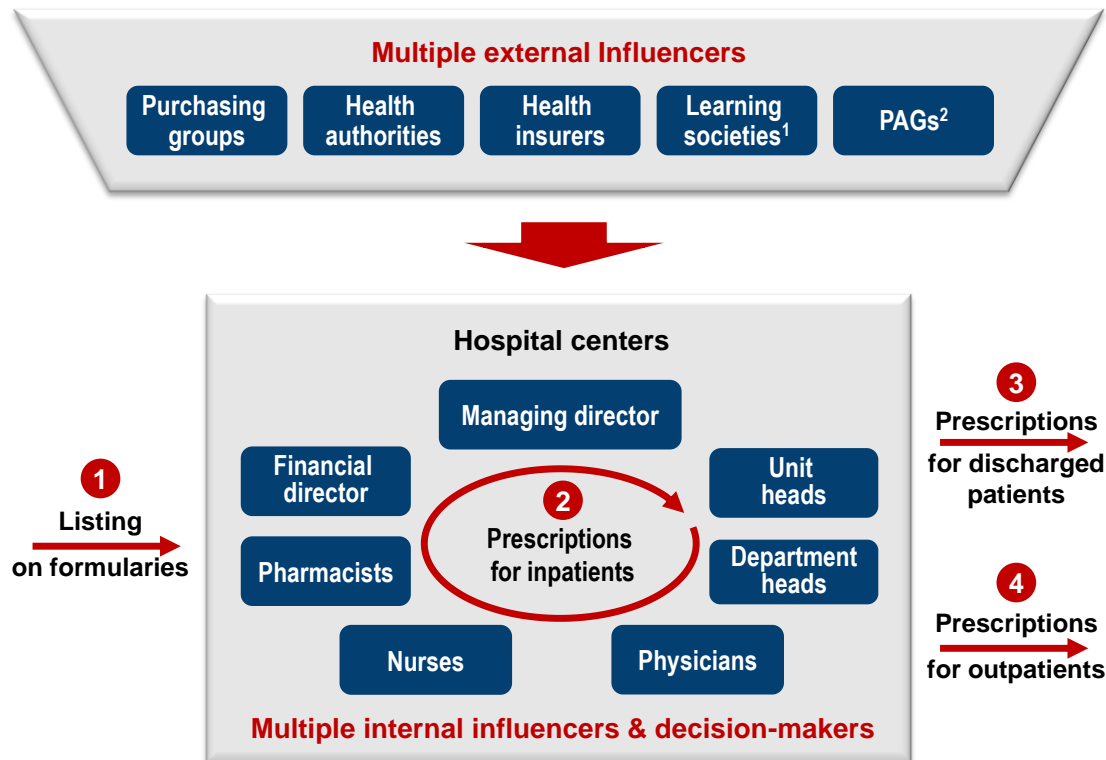 Multiple external Influencers
Purchasing
groups
Health
authorities
Health
insurers
Learning
societies¹
PAGs²
Hospital centers
Managing director
Financial
director
Unit
heads
1
Listing
on formularies
2
Prescriptions
for inpatients
Pharmacists
Department
heads
Nurses
Physicians
Multiple internal influencers & decision-makers
3
Prescriptions
for discharged
patients
4
Prescriptions
for outpatients